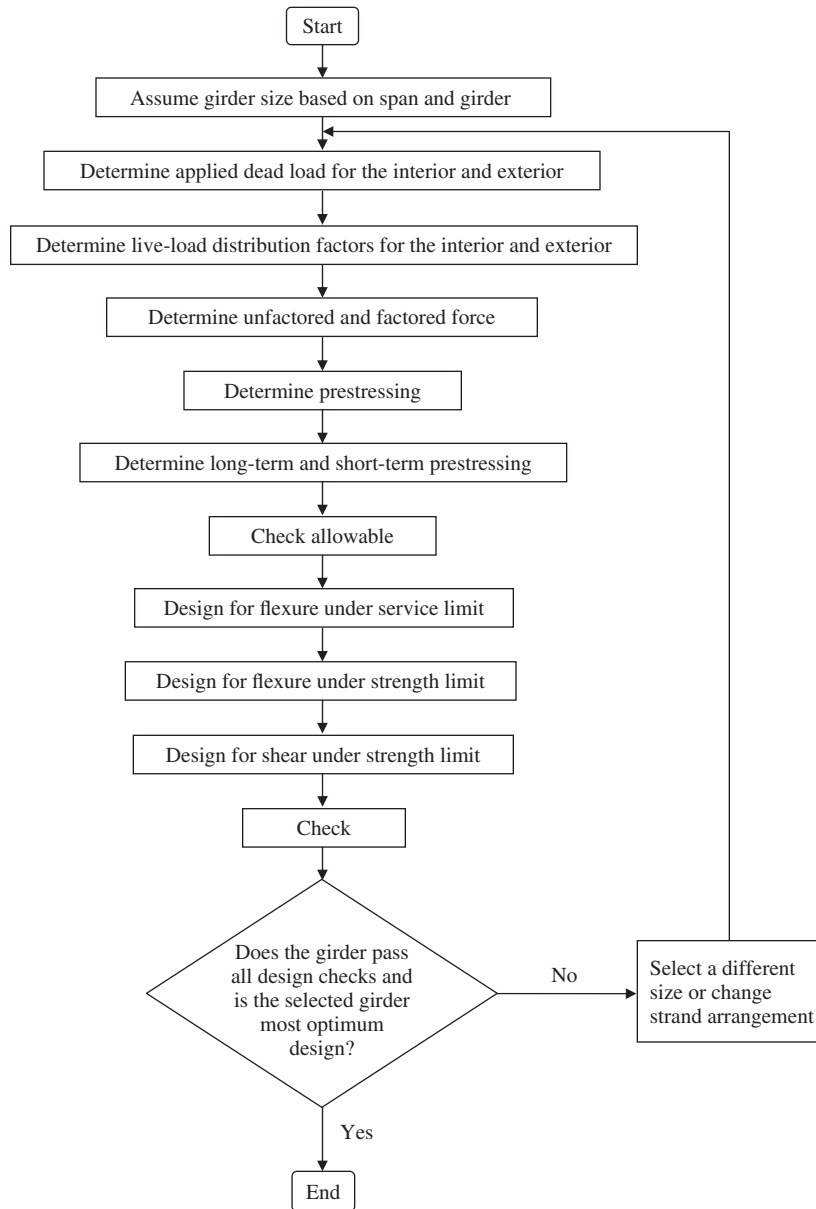 Start
Assume girder size based on span and girder
Determine applied dead load for the interior and exterior
Determine live-load distribution factors for the interior and exterior
Determine unfactored and factored force
Determine prestressing
Determine long-term and short-term prestressing
Check allowable
Design for flexure under service limit
Design for flexure under strength limit
Design for shear under strength limit
Check
Does the girder pass
all design checks and
is the selected girder
most optimum
design?
No
Select a different
size or change
strand arrangement
Yes
End